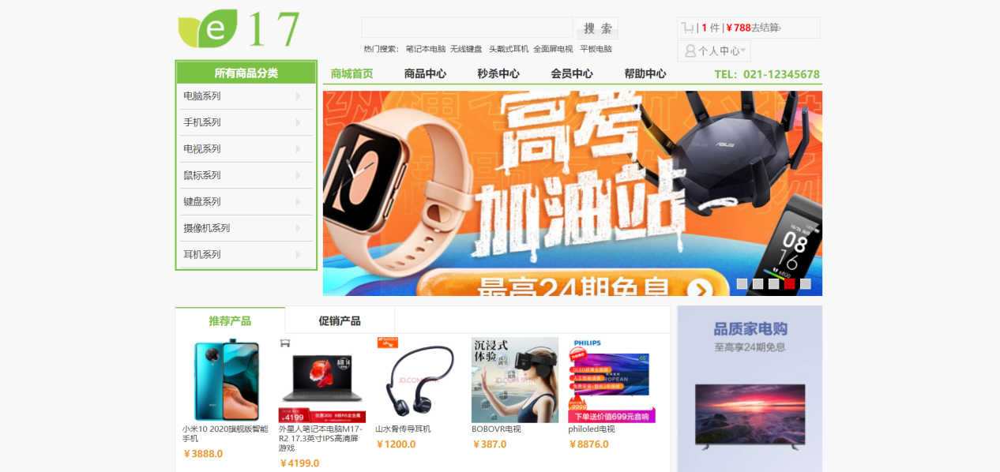 e 17
搜 索
| 1 件 | ¥ 788去结算
热门搜索： 笔记本电脑 无线键盘 头戴式耳机 全面屏电视 平板电脑
个人中心
所有商品分类
商城首页 商品中心 秒杀中心 会员中心 帮助中心 TEL：021-12345678
电脑系列
手机系列
电视系列
鼠标系列
键盘系列
摄像机系列
耳机系列
高考
加油站
ASUS
08
16
最高24期免息
推荐产品 促销产品
品质家电购
至高享24期免息
AIR 14
4199
SANSUI
JD.COM
沉浸式
体验
JD.COM
PHILIPS
65"
9999
下单送价值699元音响
小米10 2020旗舰版智能
手机
¥ 3888.0
外星人笔记本电脑M17-
R2 17.3英寸IPS高清屏
游戏
¥ 4199.0
山水骨传导耳机
¥ 1200.0
BOBOVR电视
¥ 387.0
philoled电视
¥ 8876.0